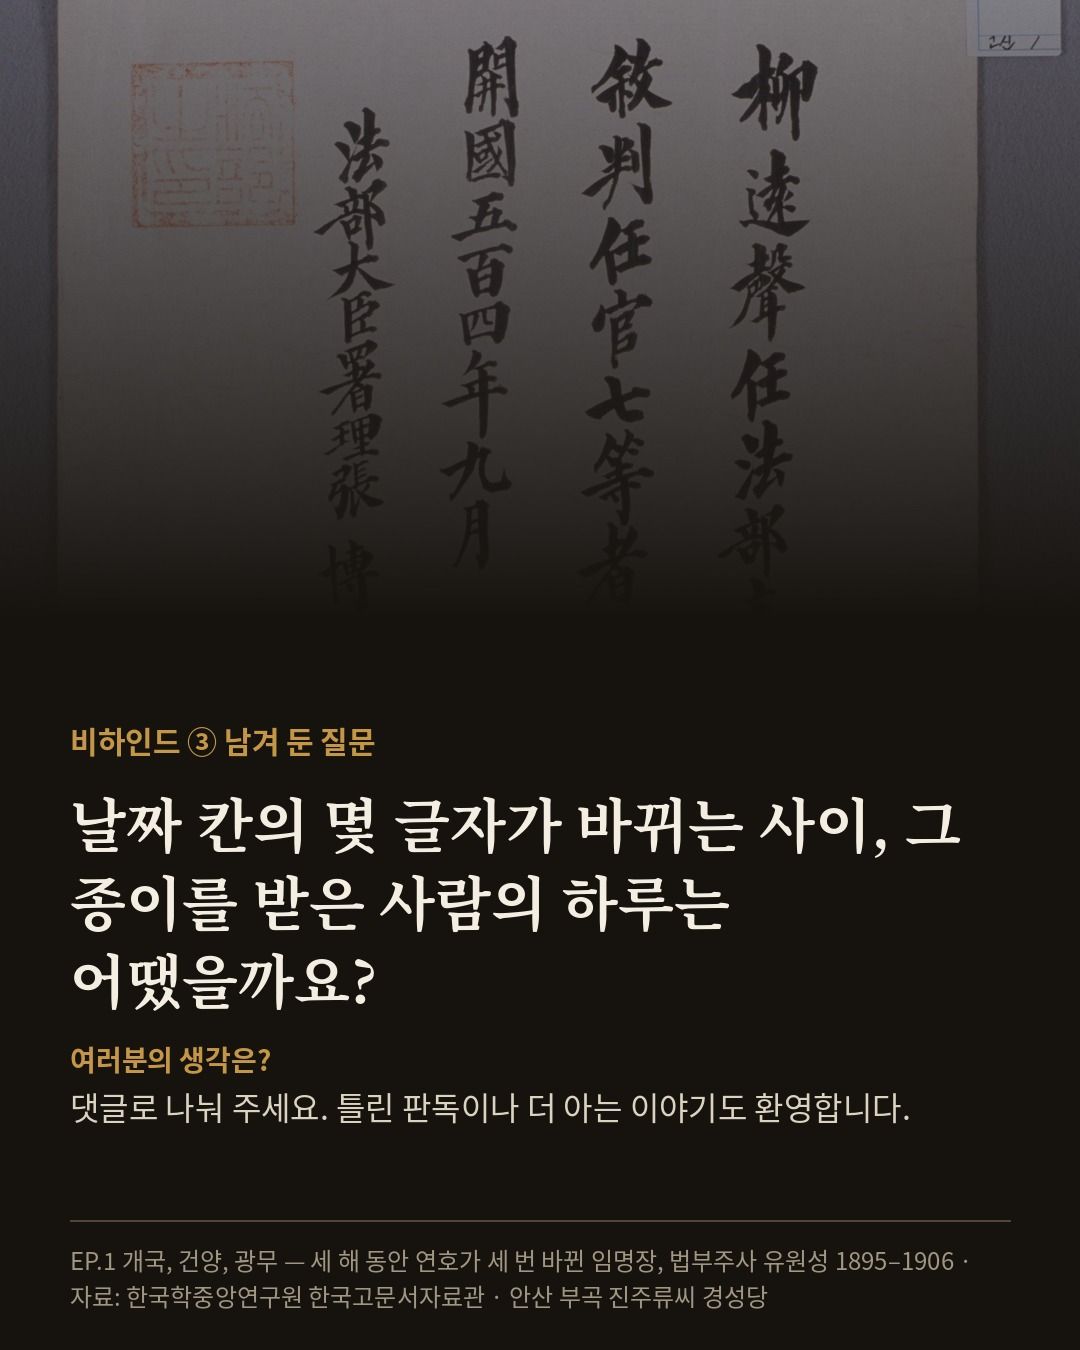 柳遠聲任法部
敘判任官七等者
開國五百四年九月
法部大臣署理張 博
비하인드 ③ 남겨 둔 질문
날짜 칸의 몇 글자가 바뀌는 사이, 그
종이를 받은 사람의 하루는
어땠을까요?
여러분의 생각은?
댓글로 나눠 주세요. 틀린 판독이나 더 아는 이야기도 환영합니다.
EP.1 개국, 건양, 광무 — 세 해 동안 연호가 세 번 바뀐 임명장, 법부주사 유원성 1895–1906 ·
자료: 한국학중앙연구원 한국고문서자료관 · 안산 부곡 진주류씨 경성당